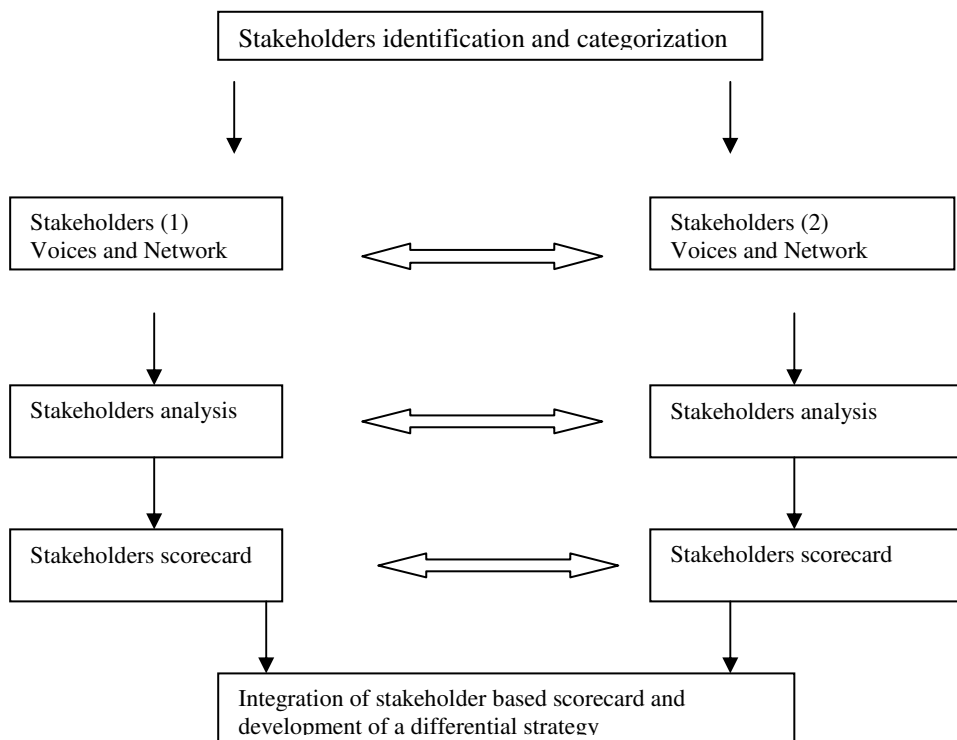 Stakeholders identification and categorization
Stakeholders (1)
Voices and Network
Stakeholders (2)
Voices and Network
Stakeholders analysis
Stakeholders analysis
Stakeholders scorecard
Stakeholders scorecard
Integration of stakeholder based scorecard and
development of a differential strategy